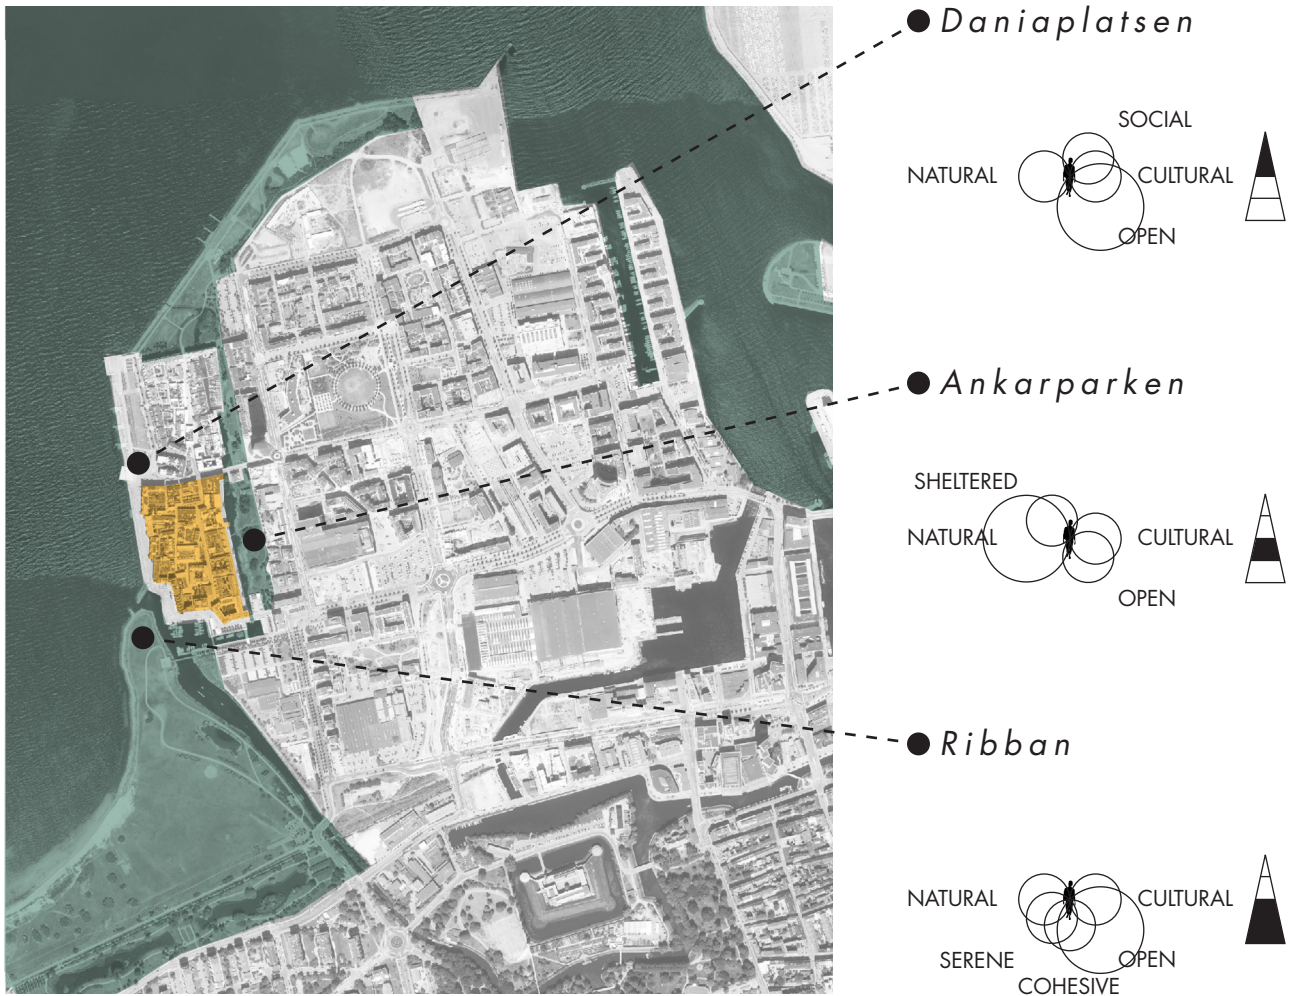 Daniaplatsen
SOCIAL
NATURAL
CULTURAL
OPEN
Ankarparken
SHELTERED
NATURAL
CULTURAL
OPEN
Ribban
NATURAL
CULTURAL
SERENE
OPEN
COHESIVE